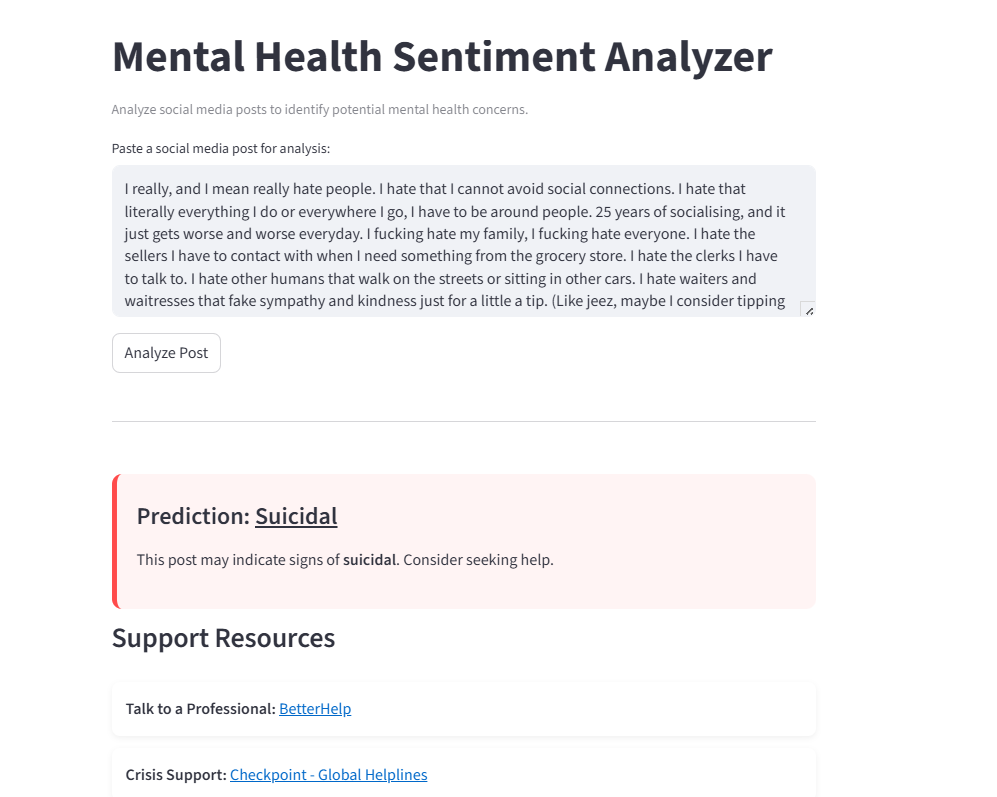 Mental Health Sentiment Analyzer
Analyze social media posts to identify potential mental health concerns.
Paste a social media post for analysis:
I really, and I mean really hate people. I hate that I cannot avoid social connections. I hate that
literally everything I do or everywhere I go, I have to be around people. 25 years of socialising, and it
just gets worse and worse everyday. I fucking hate my family, I fucking hate everyone. I hate the
sellers I have to contact with when I need something from the grocery store. I hate the clerks I have
to talk to. I hate other humans that walk on the streets or sitting in other cars. I hate waiters and
waitresses that fake sympathy and kindness just for a little a tip. (Like jeez, maybe I consider tipping
Analyze Post
Prediction: Suicidal
This post may indicate signs of suicidal. Consider seeking help.
Support Resources
Talk to a Professional: BetterHelp
Crisis Support: Checkpoint - Global Helplines